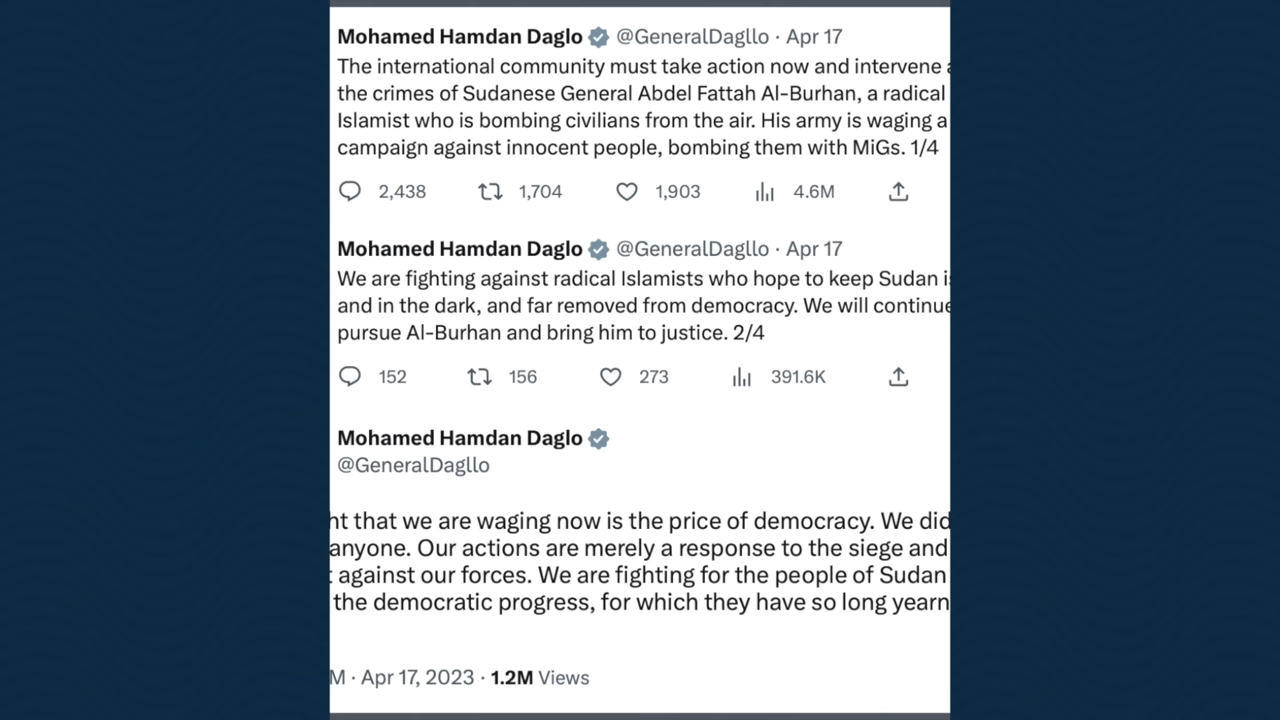 Mohamed Hamdan Daglo @GeneralDagllo · Apr 17
The international community must take action now and intervene
the crimes of Sudanese General Abdel Fattah Al-Burhan, a radical
Islamist who is bombing civilians from the air. His army is waging a
campaign against innocent people, bombing them with MiGs. 1/4
2,438 1,704 1,903 4.6M
Mohamed Hamdan Daglo @GeneralDagllo · Apr 17
We are fighting against radical Islamists who hope to keep Sudan
and in the dark, and far removed from democracy. We will continue
pursue Al-Burhan and bring him to justice. 2/4
152 156 273 391.6K
Mohamed Hamdan Daglo
@GeneralDagllo
that we are waging now is the price of democracy. We did
anyone. Our actions are merely a response to the siege and
against our forces. We are fighting for the people of Sudan
the democratic progress, for which they have so long yearn
M · Apr 17, 2023 · 1.2M Views